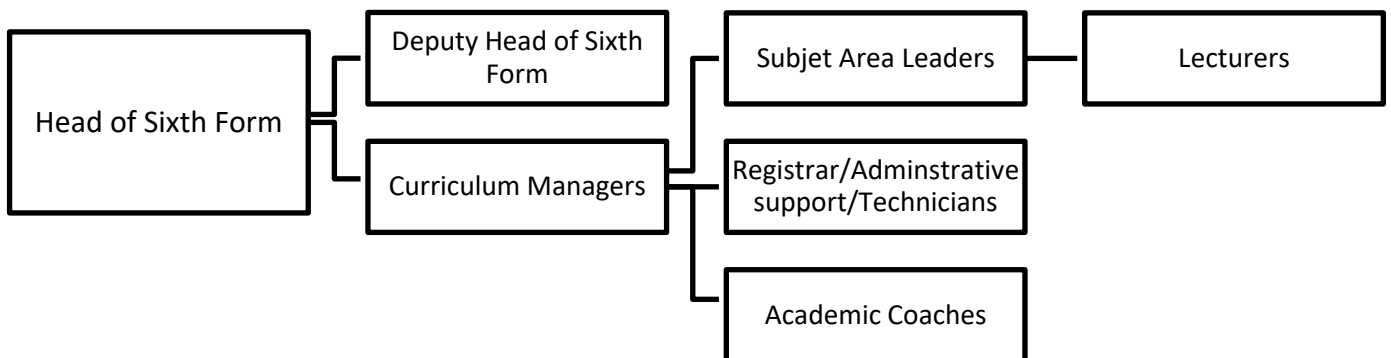 Head of Sixth Form
Deputy Head of Sixth
Form
Curriculum Managers
Subjet Area Leaders
Lecturers
Registrar/Adminstrative
support/Technicians
Academic Coaches